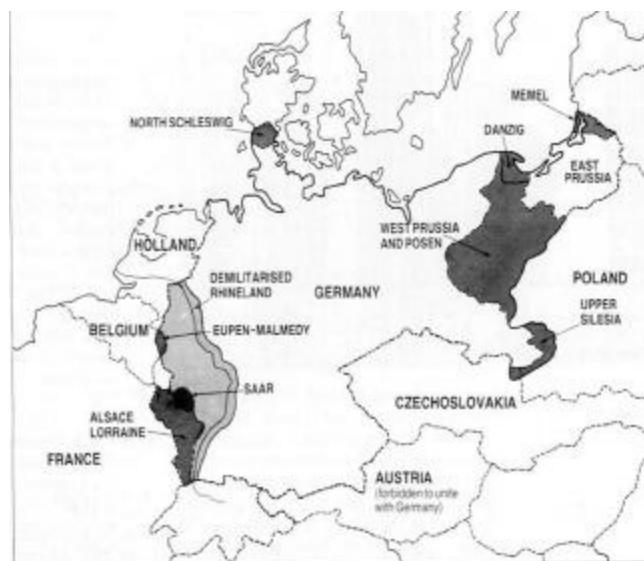 MEMEL
NORTH SCHLESWIG
DANZIG
EAST
PRUSSIA
WEST PRUSSIA
AND POSEN
HOLLAND
DEMILITARISED
RHINELAND
GERMANY
POLAND
UPPER
SILESIA
BELGIUM
EUPEN-MALMEDY
SAAR
CZECHOSLOVAKIA
ALSACE
LORRAINE
FRANCE
AUSTRIA
(forbidden to unite
with Germany)